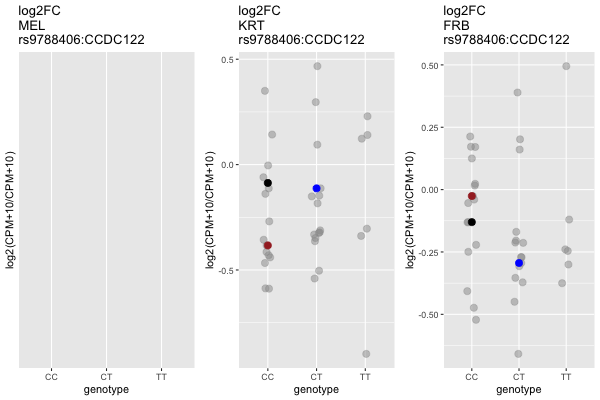 log2FC
MEL
rs9788406:CCDC122
log2(CPM+10/CPM+10)
CC
CT
TT
genotype
log2FC
KRT
rs9788406:CCDC122
log2(CPM+10/CPM+10)
0.5
0.0
-0.5
CC
CT
TT
genotype
log2FC
FRB
rs9788406:CCDC122
log2(CPM+10/CPM+10)
0.50
0.25
0.00
-0.25
-0.50
CC
CT
TT
genotype